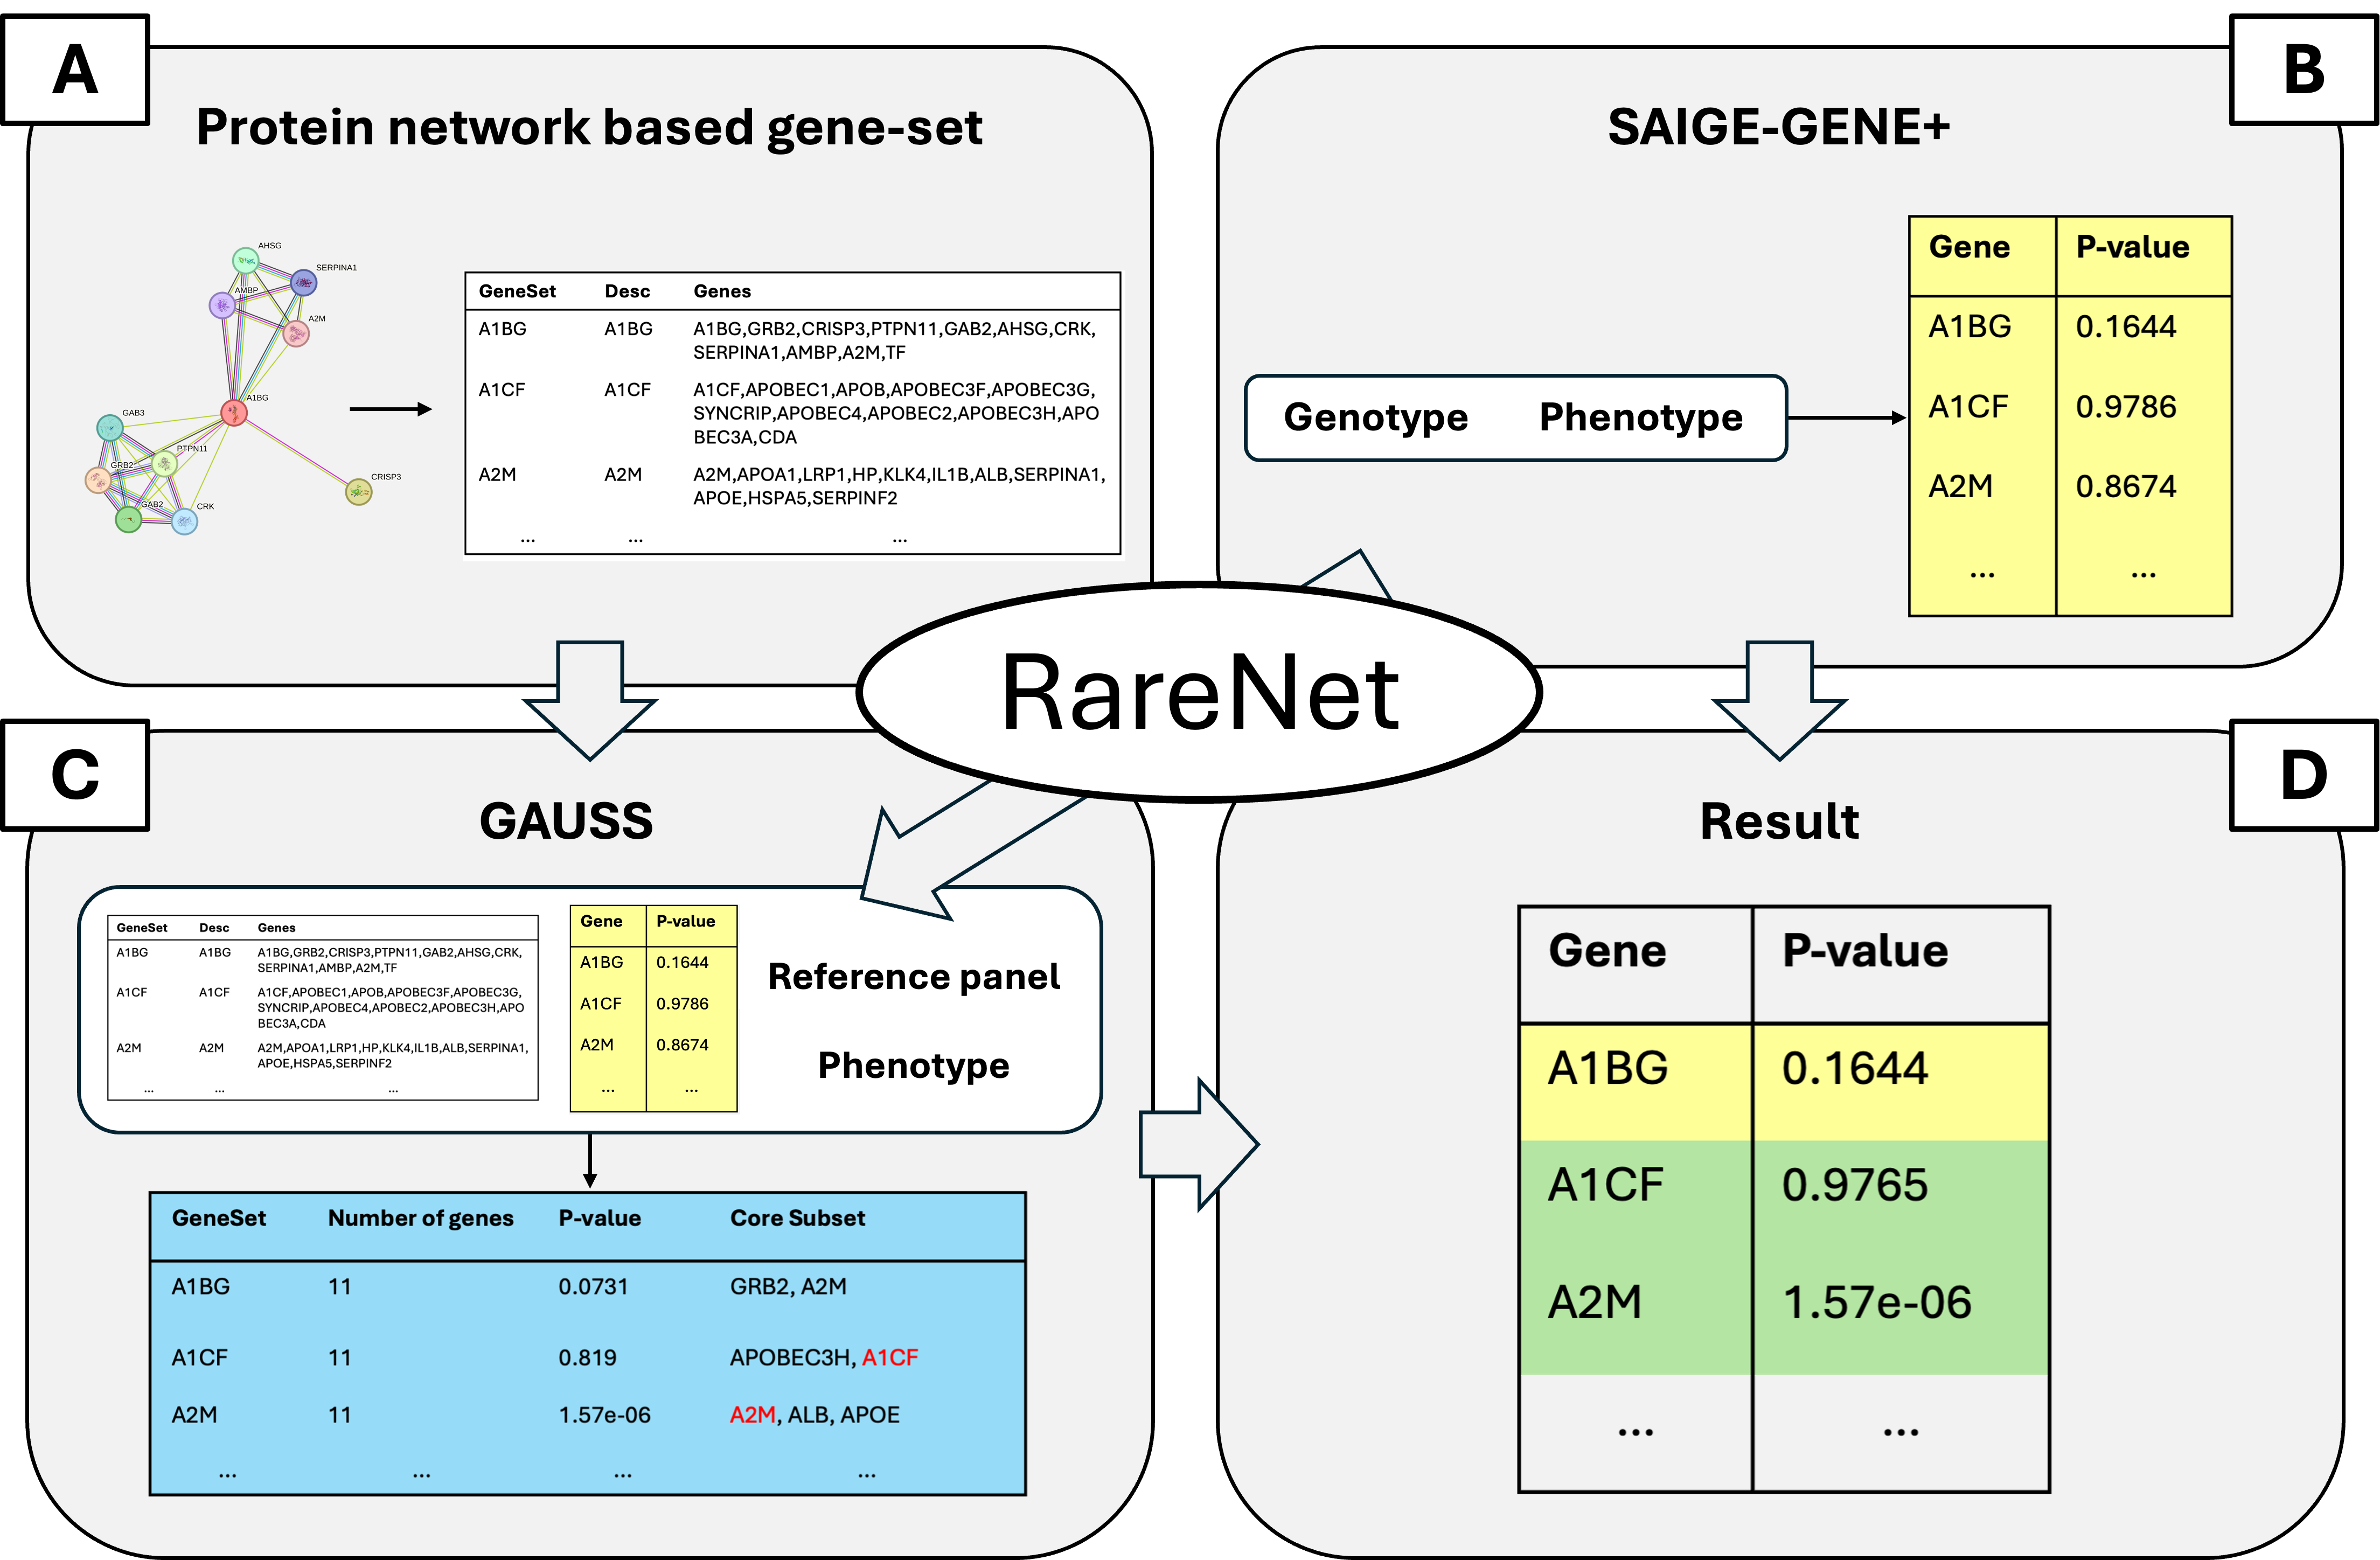 A
Protein network based gene-set
AHSG
SERPINA1
AMBP
A2M
A1BG
GAB3
PTPN11
GRB2
GAB2
CRK
CRISP3
GeneSet Desc Genes
A1BG A1BG A1BG,GRB2,CRISP3,PTPN11,GAB2,AHSG,CRK,
SERPINA1,AMBP,A2M,TF
A1CF A1CF A1CF,APOBEC1,APOB,APOBEC3F,APOBEC3G,
SYNCRIP,APOBEC4,APOBEC2,APOBEC3H,APO
BEC3A,CDA
A2M A2M A2M,APOA1,LRP1,HP,KLK4,IL1B,ALB,SERPINA1,
APOE,HSPA5,SERPINF2
... ... ...
B
SAIGE-GENE+
Genotype Phenotype
Gene P-value
A1BG 0.1644
A1CF 0.9786
A2M 0.8674
... ...
RareNet
C
GAUSS
GeneSet Desc Genes
A1BG A1BG A1BG,GRB2,CRISP3,PTPN11,GAB2,AHSG,CRK,
SERPINA1,AMBP,A2M,TF
A1CF A1CF A1CF,APOBEC1,APOB,APOBEC3F,APOBEC3G,
SYNCRIP,APOBEC4,APOBEC2,APOBEC3H,APO
BEC3A,CDA
A2M A2M A2M,APOA1,LRP1,HP,KLK4,IL1B,ALB,SERPINA1,
APOE,HSPA5,SERPINF2
... ... ...
Gene P-value
A1BG 0.1644
A1CF 0.9786
A2M 0.8674
... ...
Reference panel
Phenotype
GeneSet Number of genes P-value Core Subset
A1BG 11 0.0731 GRB2, A2M
A1CF 11 0.819 APOBEC3H, A1CF
A2M 11 1.57e-06 A2M, ALB, APOE
... ... ... ...
D
Result
Gene P-value
A1BG 0.1644
A1CF 0.9765
A2M 1.57e-06
... ...